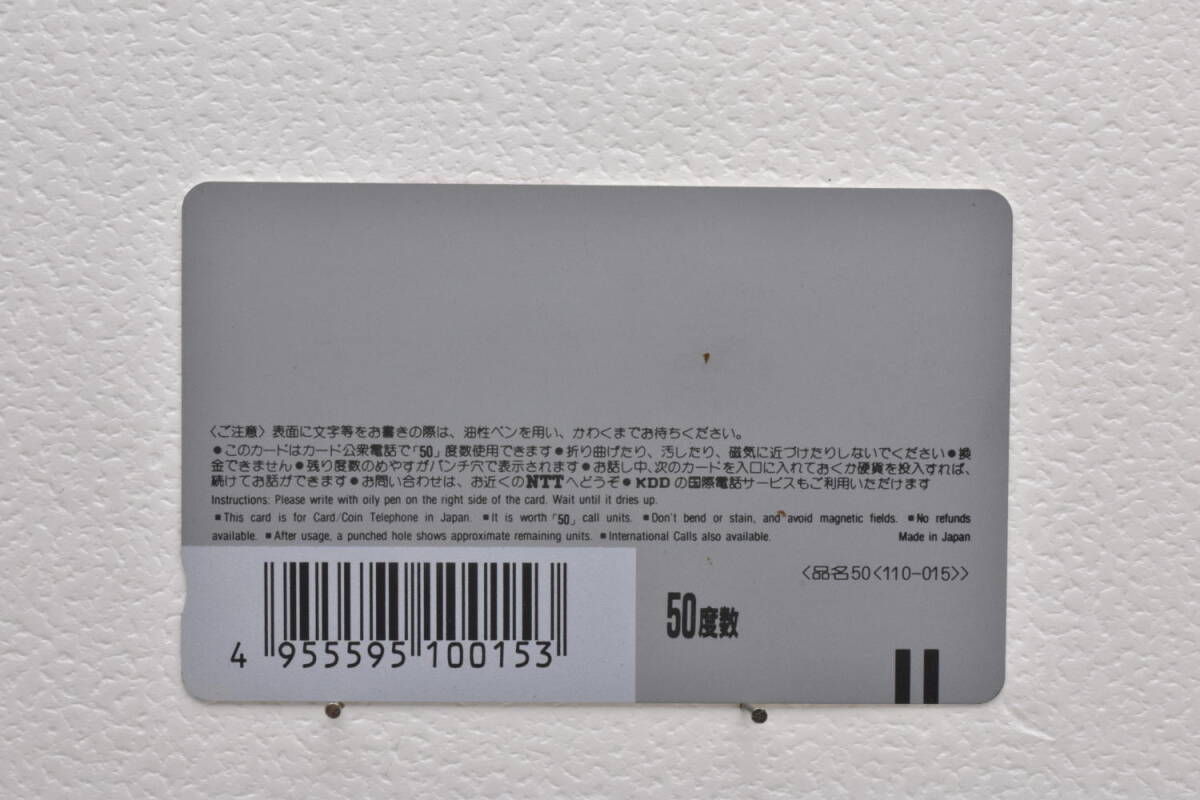 〈ご注意〉表面に文字等をお書きの際は、油性ペンを用い、かわくまでお待ちください。
●このカードはカード公衆電話で「50」度数使用できます●折り曲げたり、汚したり、磁気に近づけたりしないでください●換
金できません●残り度数のめやすがパンチ穴で表示されます●お話し中、次のカードを入口に入れておくか硬貨を投入すれば、
続けてお話ができます●お問い合わせは、お近くのNTTへどうぞ●KDDの国際電話サービスもご利用いただけます
Instructions: Please write with oily pen on the right side of the card. Wait until it dries up.
■This card is for Card/Coin Telephone in Japan. ■It is worth「50」call units. ■Don't bend or stain, and avoid magnetic fields. ■No refunds
available. ■After usage, a punched hole shows approximate remaining units. ■International Calls also available. Made in Japan
〈品名50〈110-015〉〉
50度数
4 955595 100153